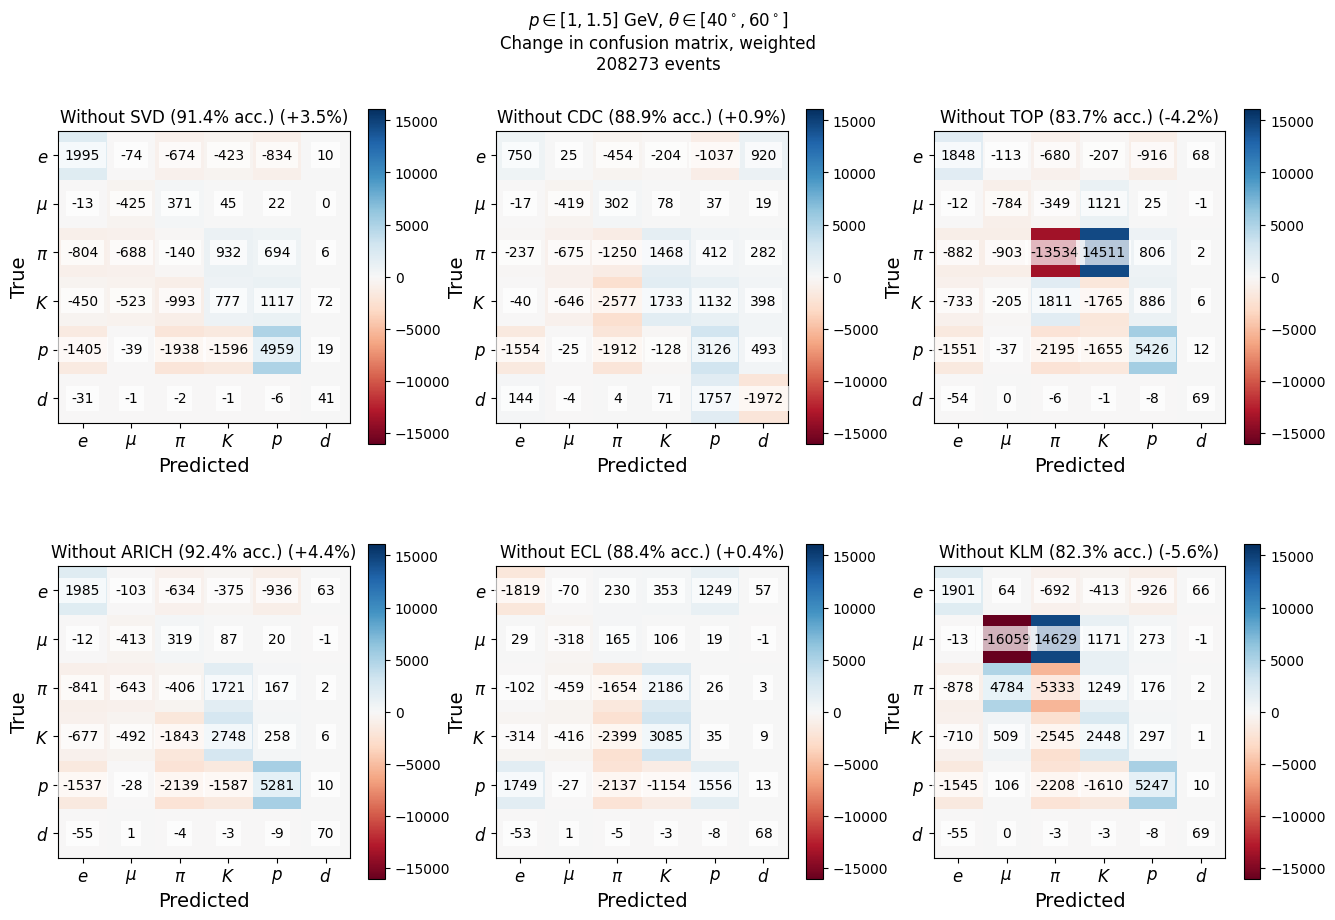 p ∈ [1, 1.5] GeV, θ ∈ [40°, 60°]
Change in confusion matrix, weighted
208273 events
Without SVD (91.4% acc.) (+3.5%)
True
e 1995 -74 -674 -423 -834 10
μ -13 -425 371 45 22 0
π -804 -688 -140 932 694 6
K -450 -523 -993 777 1117 72
p -1405 -39 -1938 -1596 4959 19
d -31 -1 -2 -1 -6 41
e μ π K p d
Predicted
15000
10000
5000
0
−5000
−10000
−15000
Without CDC (88.9% acc.) (+0.9%)
True
e 750 25 -454 -204 -1037 920
μ -17 -419 302 78 37 19
π -237 -675 -1250 1468 412 282
K -40 -646 -2577 1733 1132 398
p -1554 -25 -1912 -128 3126 493
d 144 -4 4 71 1757 -1972
e μ π K p d
Predicted
15000
10000
5000
0
−5000
−10000
−15000
Without TOP (83.7% acc.) (-4.2%)
True
e 1848 -113 -680 -207 -916 68
μ -12 -784 -349 1121 25 -1
π -882 -903 -13534 14511 806 2
K -733 -205 1811 -1765 886 6
p -1551 -37 -2195 -1655 5426 12
d -54 0 -6 -1 -8 69
e μ π K p d
Predicted
15000
10000
5000
0
−5000
−10000
−15000
Without ARICH (92.4% acc.) (+4.4%)
True
e 1985 -103 -634 -375 -936 63
μ -12 -413 319 87 20 -1
π -841 -643 -406 1721 167 2
K -677 -492 -1843 2748 258 6
p -1537 -28 -2139 -1587 5281 10
d -55 1 -4 -3 -9 70
e μ π K p d
Predicted
15000
10000
5000
0
−5000
−10000
−15000
Without ECL (88.4% acc.) (+0.4%)
True
e -1819 -70 230 353 1249 57
μ 29 -318 165 106 19 -1
π -102 -459 -1654 2186 26 3
K -314 -416 -2399 3085 35 9
p 1749 -27 -2137 -1154 1556 13
d -53 1 -5 -3 -8 68
e μ π K p d
Predicted
15000
10000
5000
0
−5000
−10000
−15000
Without KLM (82.3% acc.) (-5.6%)
True
e 1901 64 -692 -413 -926 66
μ -13 -16059 14629 1171 273 -1
π -878 4784 -5333 1249 176 2
K -710 509 -2545 2448 297 1
p -1545 106 -2208 -1610 5247 10
d -55 0 -3 -3 -8 69
e μ π K p d
Predicted
15000
10000
5000
0
−5000
−10000
−15000